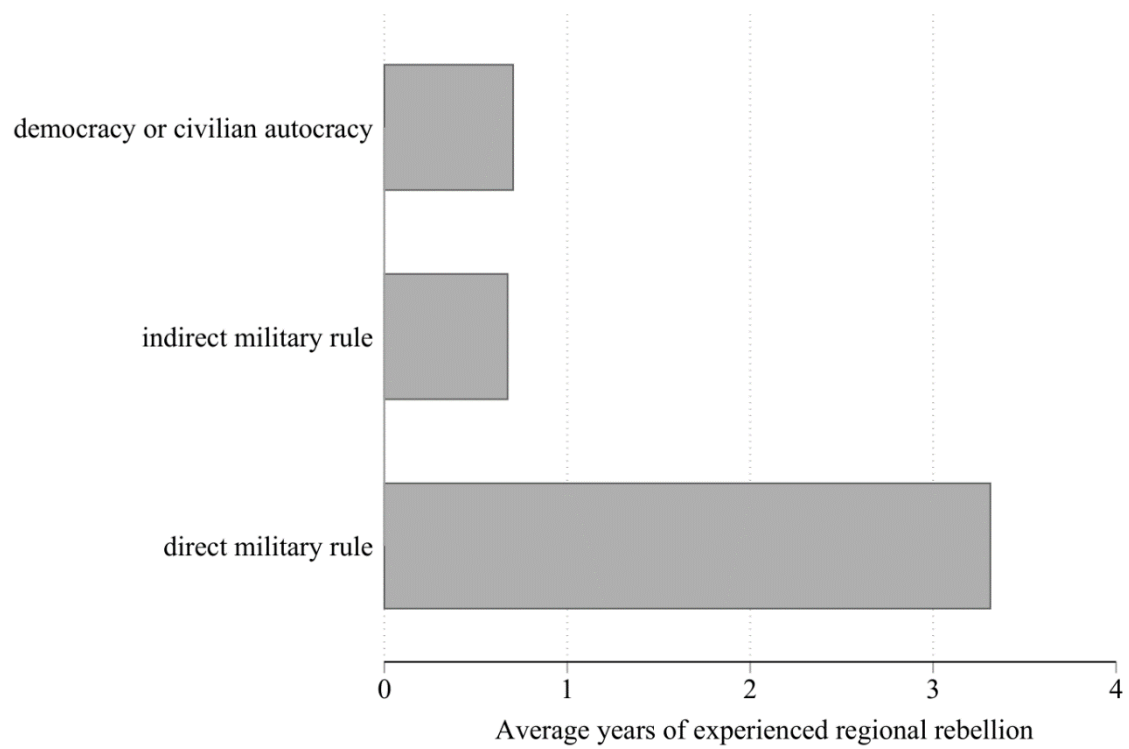 democracy or civilian autocracy
indirect military rule
direct military rule
0 1 2 3 4
Average years of experienced regional rebellion